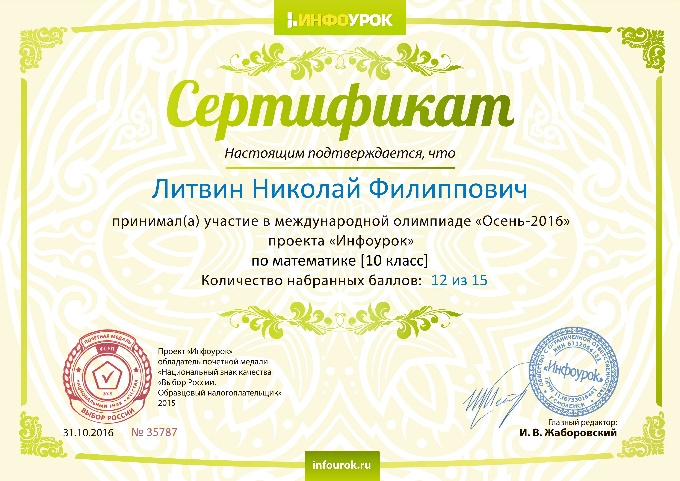 ИНФОУРОК
Сертификат
Настоящим подтверждается, что
Литвин Николай Филиппович
принимал(а) участие в международной олимпиаде «Осень-2016»
проекта «Инфоурок»
по математике [10 класс]
Количество набранных баллов: 12 из 15
ПОЧЕТНАЯ МЕДАЛЬ
ВЫБОР РОССИИ
Проект «Инфоурок»
обладатель почетной медали
«Национальный знак качества
«Выбор России.
Образцовый налогоплательщик»
2015
«Инфоурок»
31.10.2016 № 35787
Главный редактор:
И. В. Жаборовский
infourok.ru